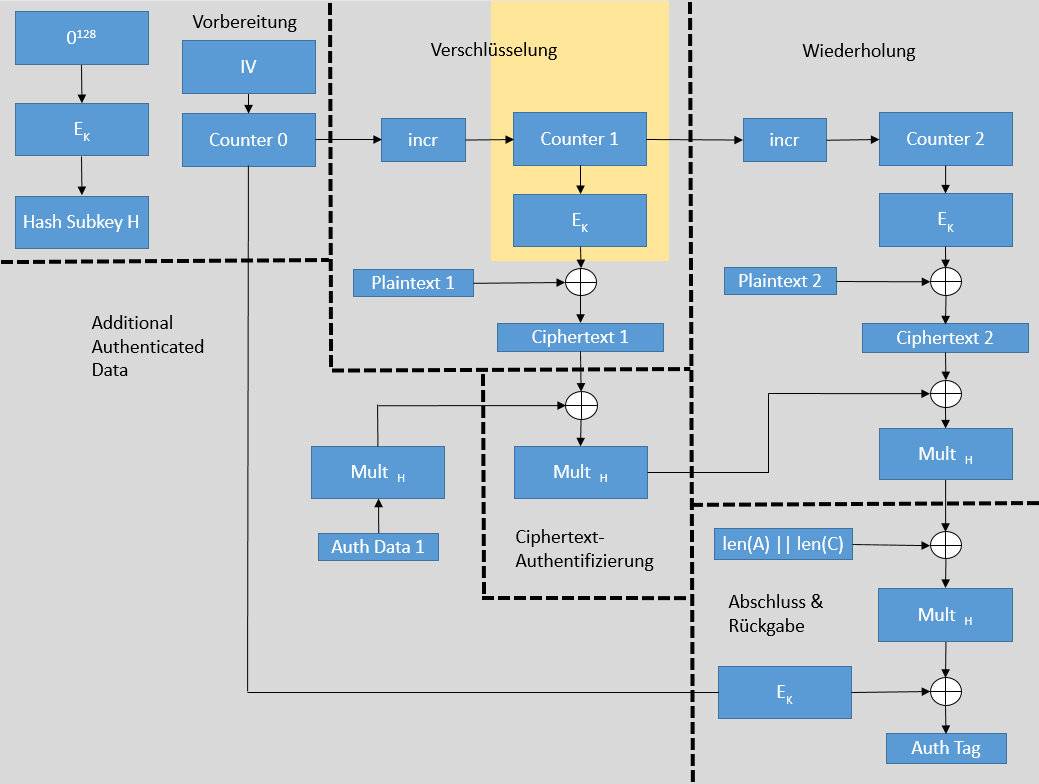 Vorbereitung
0¹²⁸
E_K
Hash Subkey H
IV
Counter 0
Verschlüsselung
incr
Counter 1
E_K
Plaintext 1
Ciphertext 1
Wiederholung
incr
Counter 2
E_K
Plaintext 2
Ciphertext 2
Mult _H
Additional
Authenticated
Data
Mult _H
Auth Data 1
Mult _H
Ciphertext-
Authentifizierung
len(A) || len(C)
Abschluss &
Rückgabe
Mult _H
E_K
Auth Tag